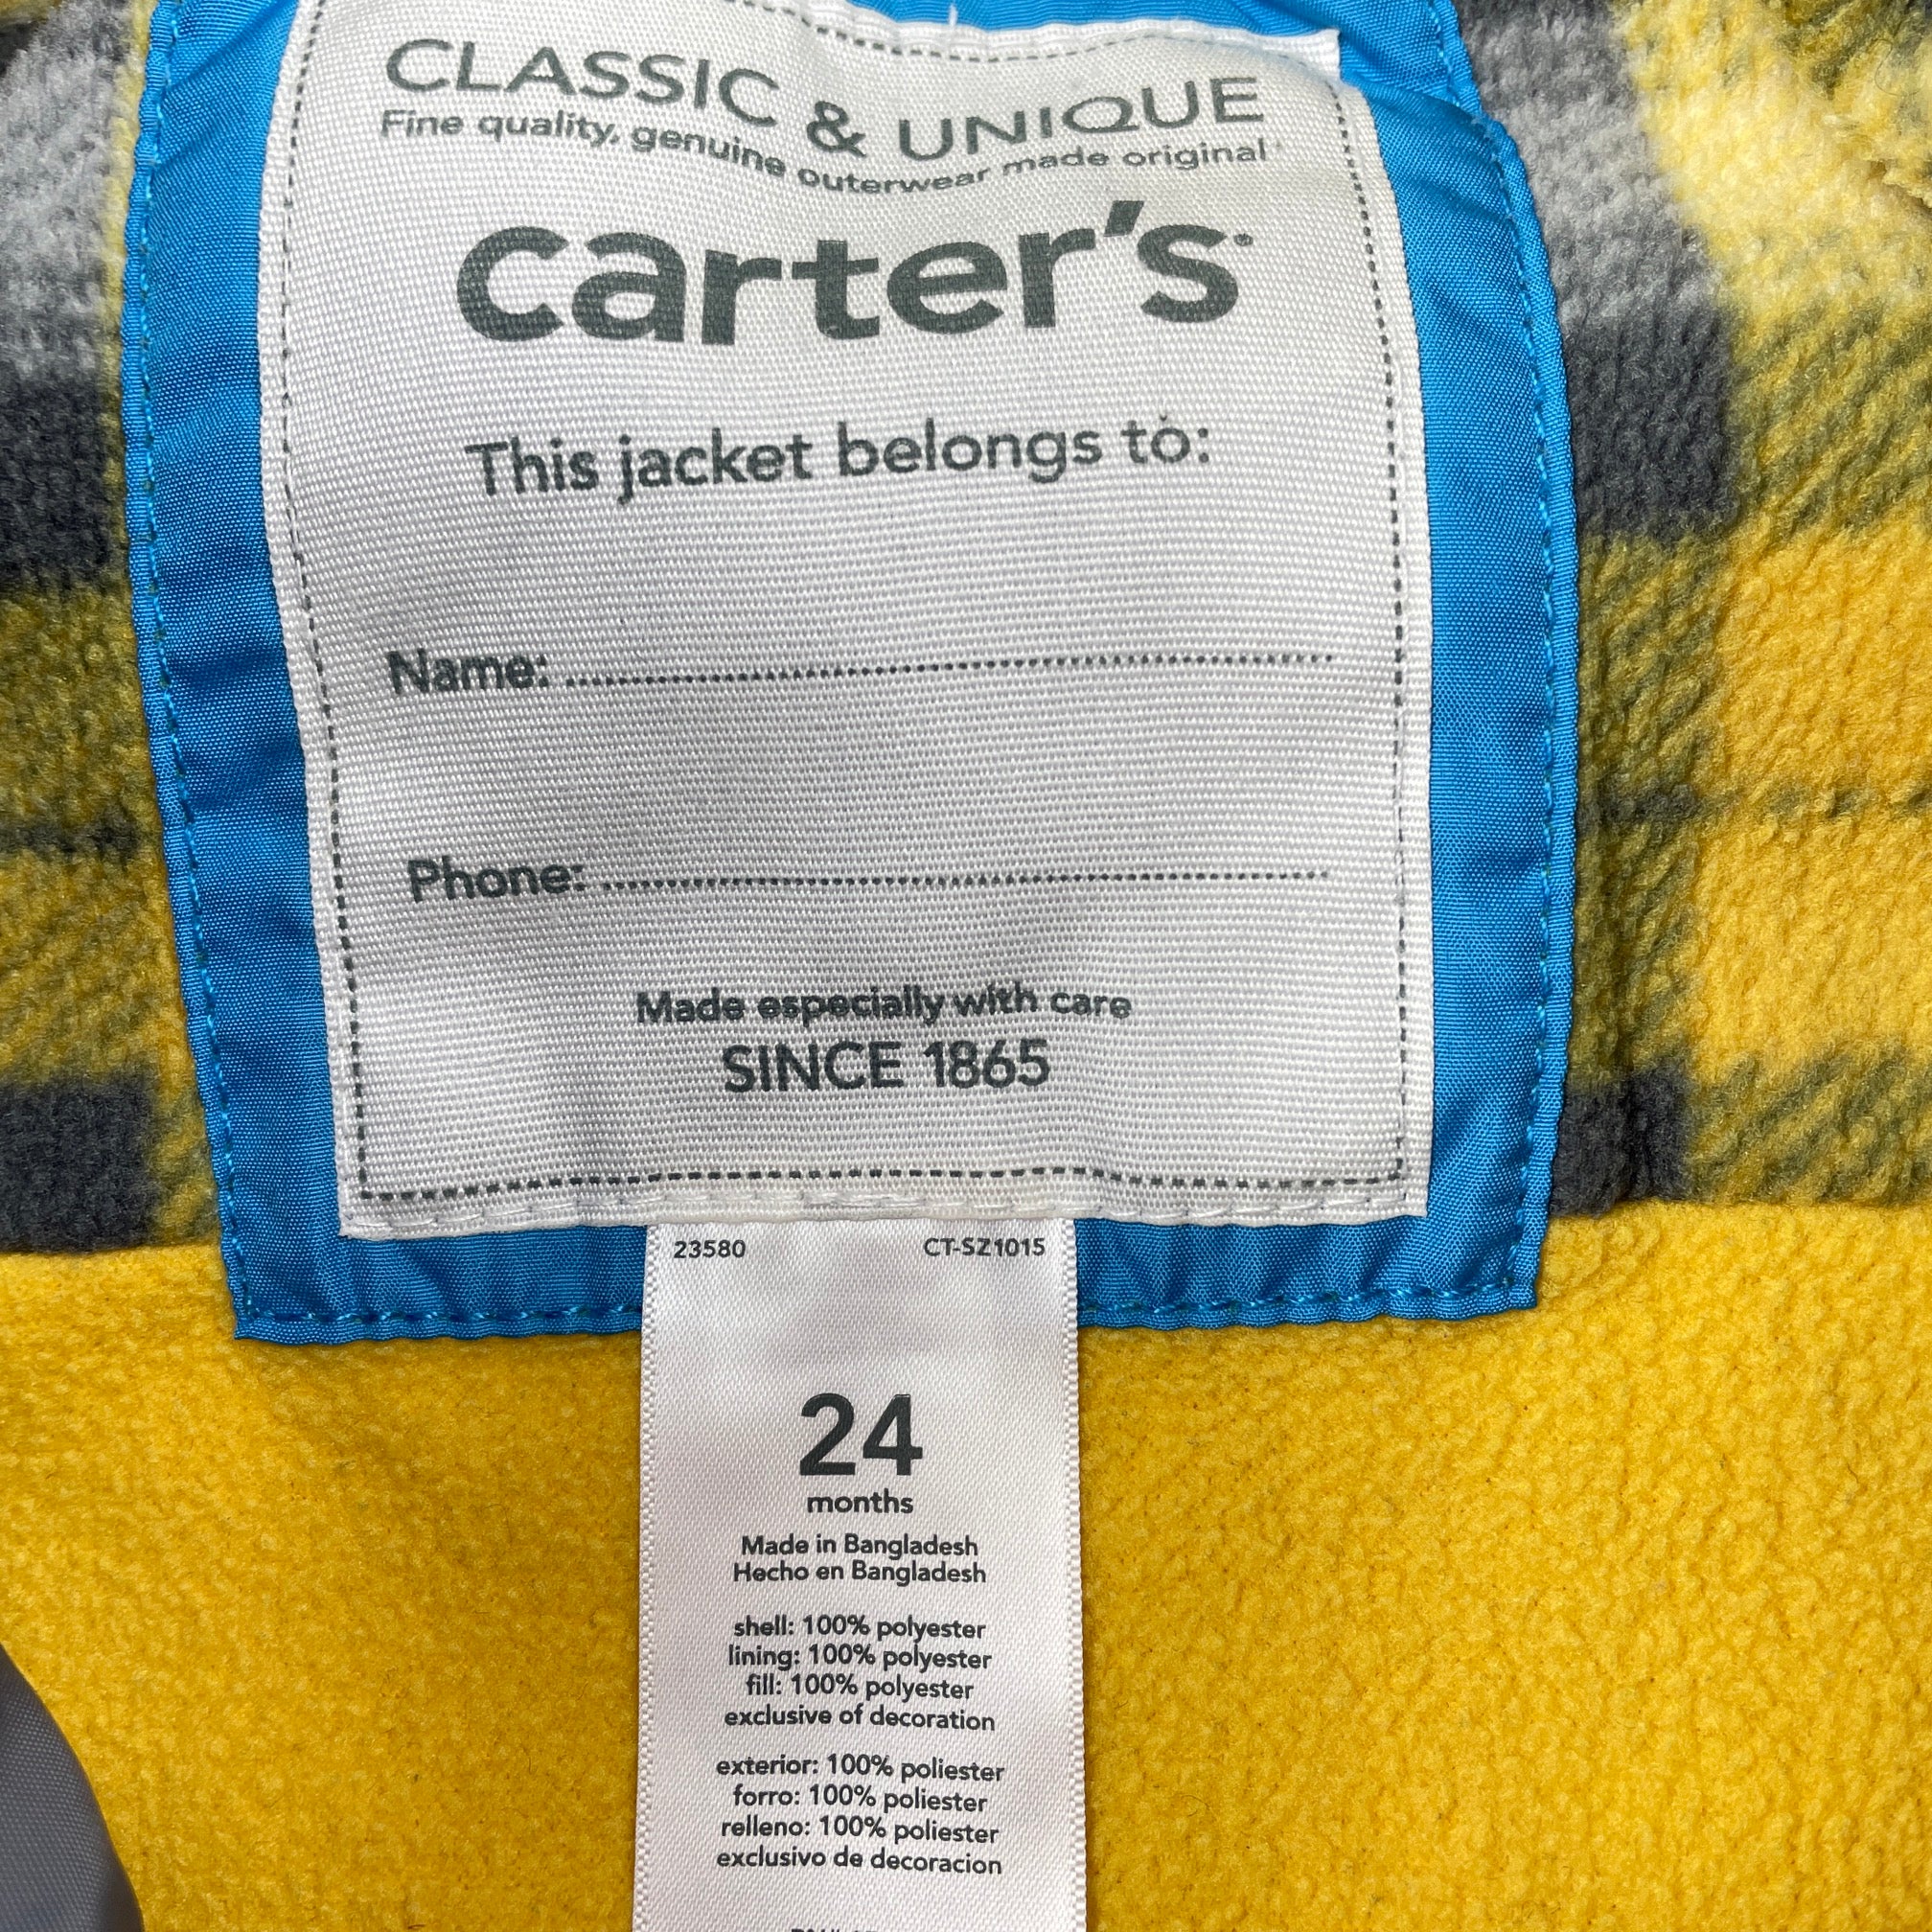 CLASSIC & UNIQUE
Fine quality, genuine outerwear made original
carter's
This jacket belongs to:
Name:
Phone:
Made especially with care
SINCE 1865
23580 CT-SZ1015
24
months
Made in Bangladesh
Hecho en Bangladesh
shell: 100% polyester
lining: 100% polyester
fill: 100% polyester
exclusive of decoration
exterior: 100% poliester
forro: 100% poliester
relleno: 100% poliester
exclusivo de decoracion